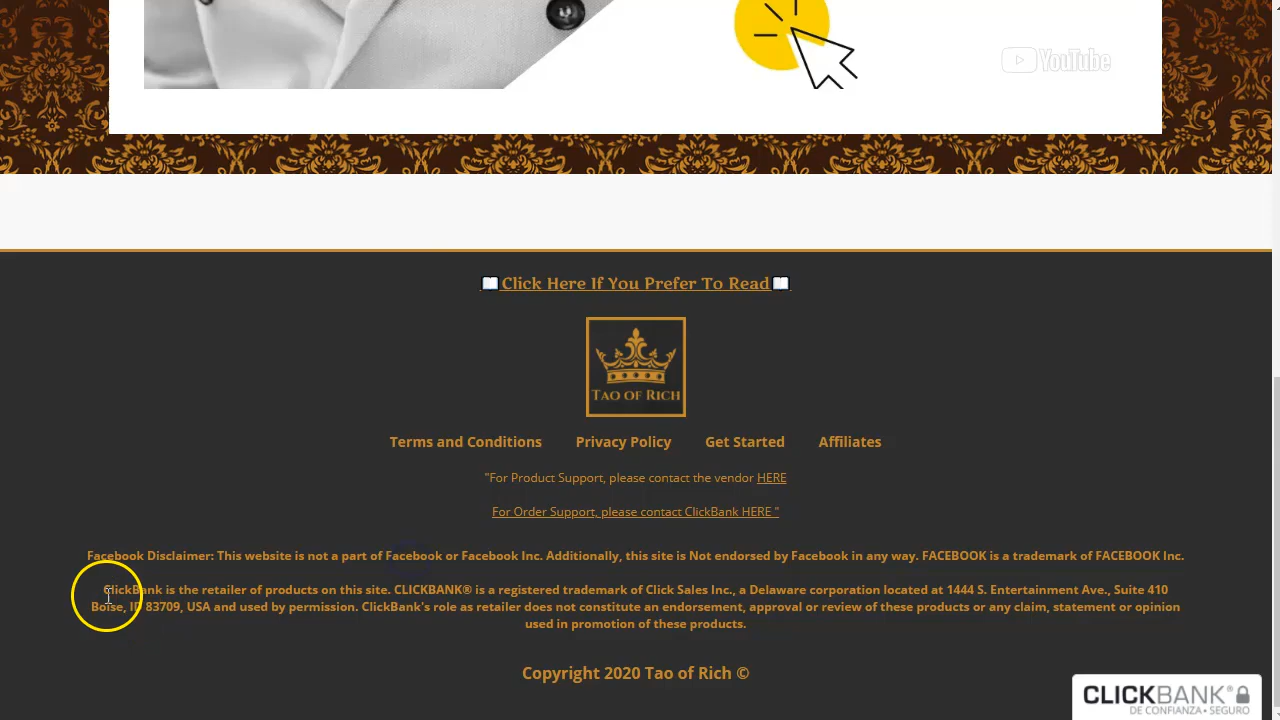 YouTube
📖Click Here If You Prefer To Read📖
TAO OF RICH
Terms and Conditions Privacy Policy Get Started Affiliates
"For Product Support, please contact the vendor HERE
For Order Support, please contact ClickBank HERE "
Facebook Disclaimer: This website is not a part of Facebook or Facebook Inc. Additionally, this site is Not endorsed by Facebook in any way. FACEBOOK is a trademark of FACEBOOK Inc.
ClickBank is the retailer of products on this site. CLICKBANK® is a registered trademark of Click Sales Inc., a Delaware corporation located at 1444 S. Entertainment Ave., Suite 410
Boise, ID 83709, USA and used by permission. ClickBank's role as retailer does not constitute an endorsement, approval or review of these products or any claim, statement or opinion
used in promotion of these products.
Copyright 2020 Tao of Rich ©
CLICKBANK®
DE CONFIANZA • SEGURO